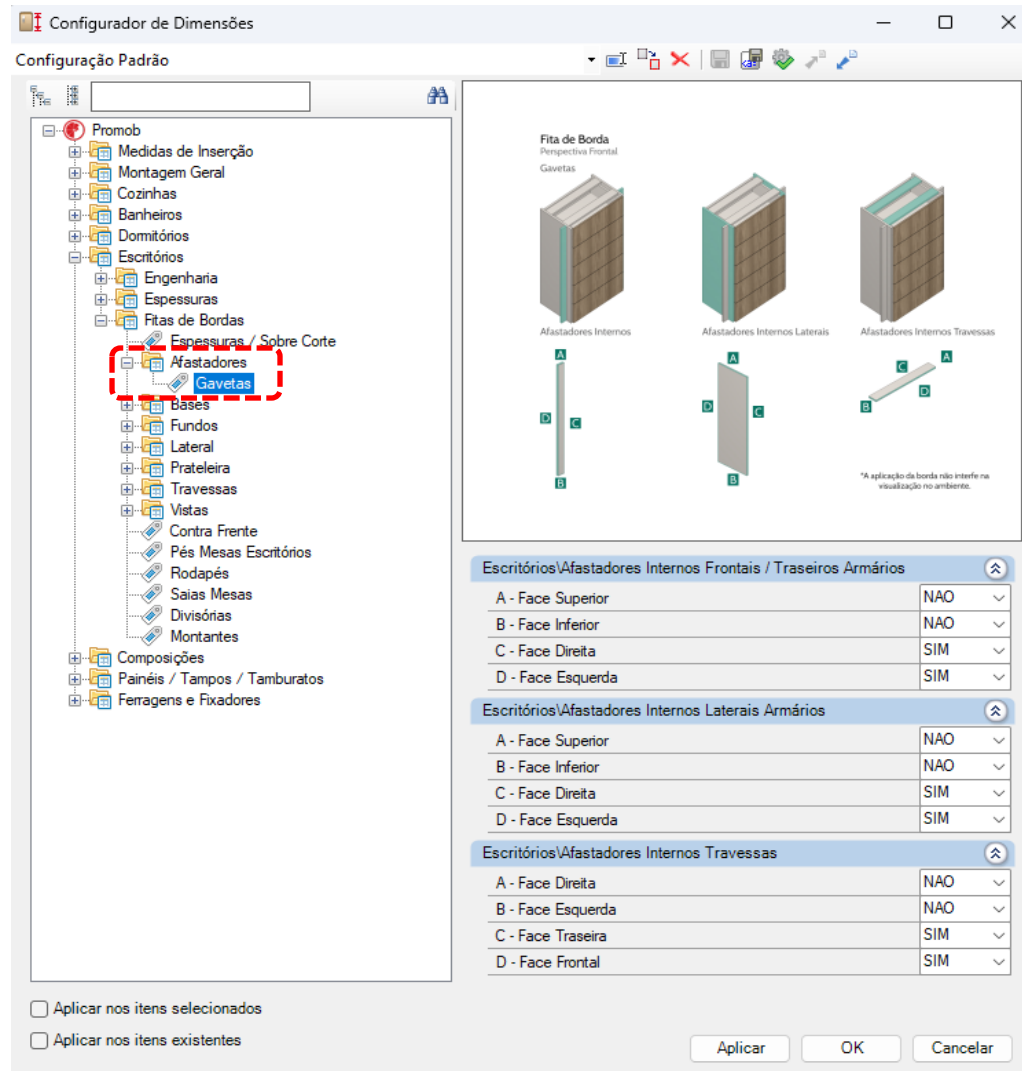 Configurador de Dimensões
Configuração Padrão
Promob
Medidas de Inserção
Montagem Geral
Cozinhas
Banheiros
Dormitórios
Escritórios
Engenharia
Espessuras
Fitas de Bordas
Espessuras / Sobre Corte
Afastadores
Gavetas
Bases
Fundos
Lateral
Prateleira
Travessas
Vistas
Contra Frente
Pés Mesas Escritórios
Rodapés
Saias Mesas
Divisórias
Montantes
Composições
Painéis / Tampos / Tamburatos
Ferragens e Fixadores
Fita de Borda
Perspectiva Frontal
Gavetas
Afastadores Internos
Afastadores Internos Laterais
Afastadores Internos Travessas
A
D C
B
A
D C
B
A
C
D
B
*A aplicação da borda não interfe na
visualização no ambiente.
Escritórios\Afastadores Internos Frontais / Traseiros Armários
A - Face Superior NAO
B - Face Inferior NAO
C - Face Direita SIM
D - Face Esquerda SIM
Escritórios\Afastadores Internos Laterais Armários
A - Face Superior NAO
B - Face Inferior NAO
C - Face Direita SIM
D - Face Esquerda SIM
Escritórios\Afastadores Internos Travessas
A - Face Direita NAO
B - Face Esquerda NAO
C - Face Traseira SIM
D - Face Frontal SIM
Aplicar nos itens selecionados
Aplicar nos itens existentes
Aplicar OK Cancelar